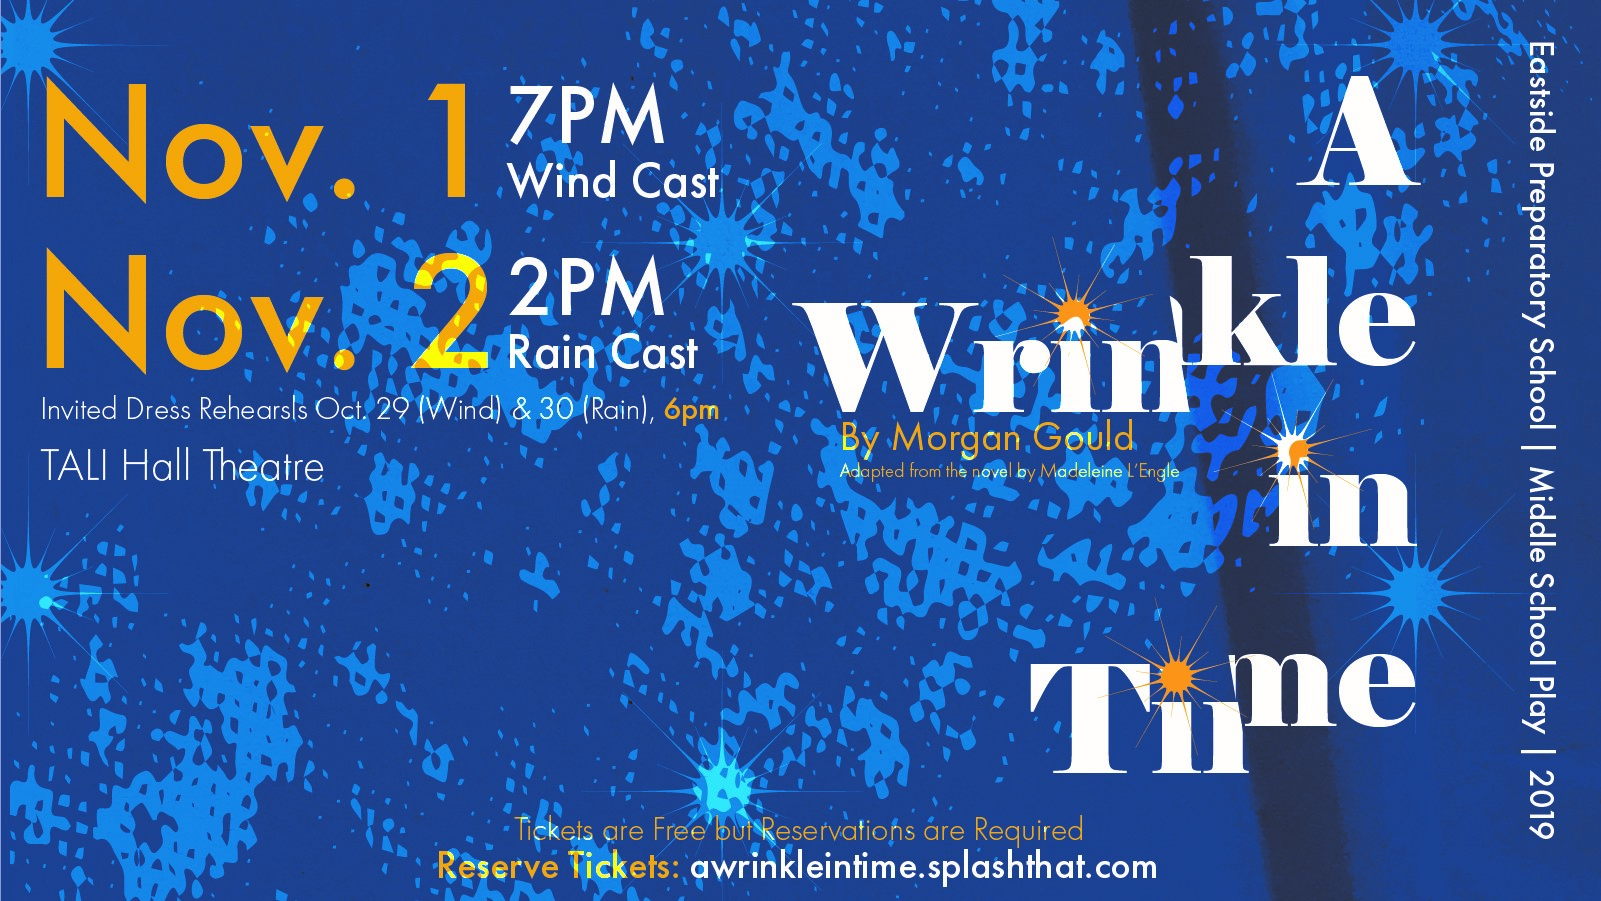 Nov. 1
7PM
Wind Cast
Nov. 2
2PM
Rain Cast
Invited Dress Rehearsls Oct. 29 (Wind) & 30 (Rain), 6pm
TALI Hall Theatre
A
Wrinkle
in
Time
By Morgan Gould
Adapted from the novel by Madeleine L'Engle
Eastside Preparatory School | Middle School Play | 2019
Tickets are Free but Reservations are Required
Reserve Tickets: awrinkleintime.splashthat.com